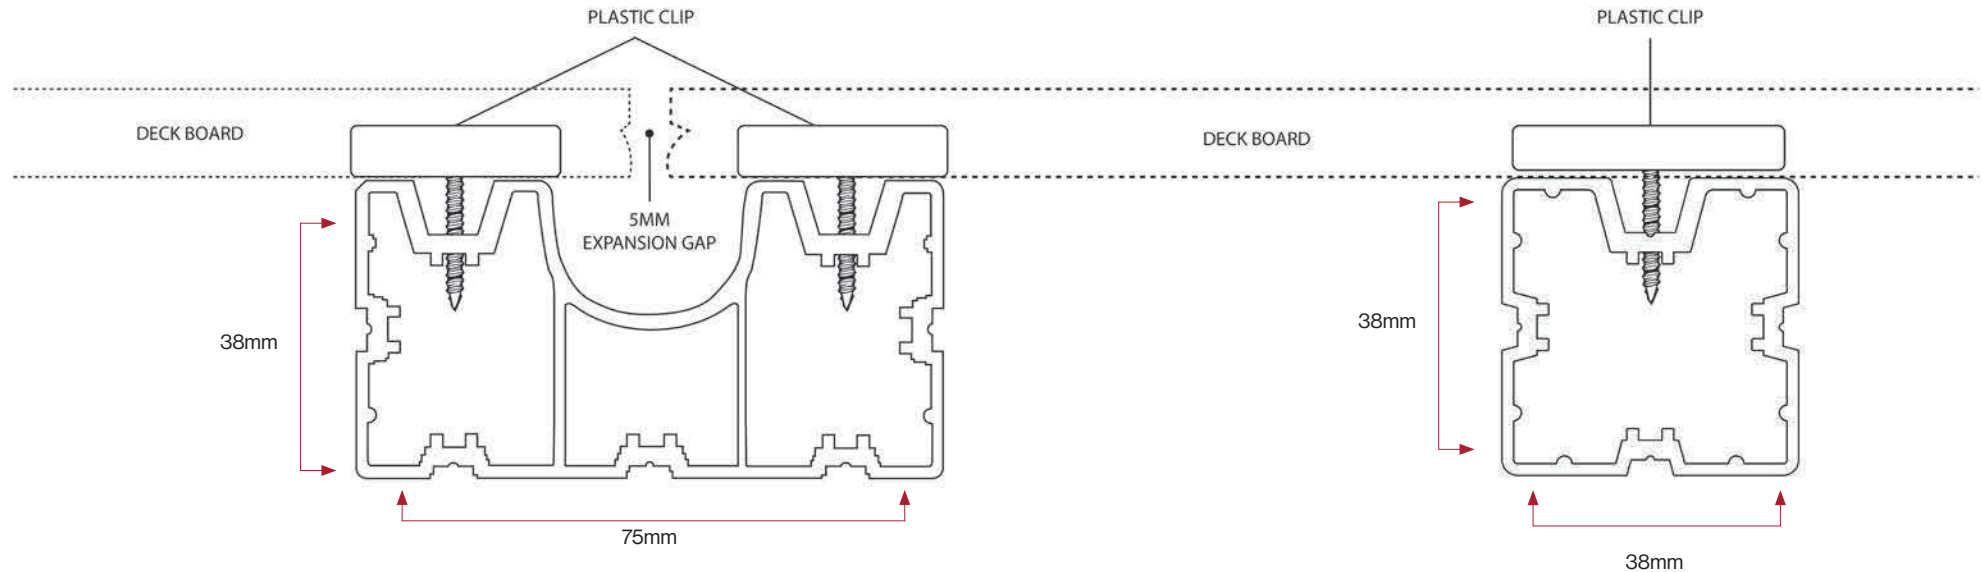 PLASTIC CLIP
PLASTIC CLIP
DECK BOARD
DECK BOARD
5MM
EXPANSION GAP
38mm
38mm
75mm
38mm